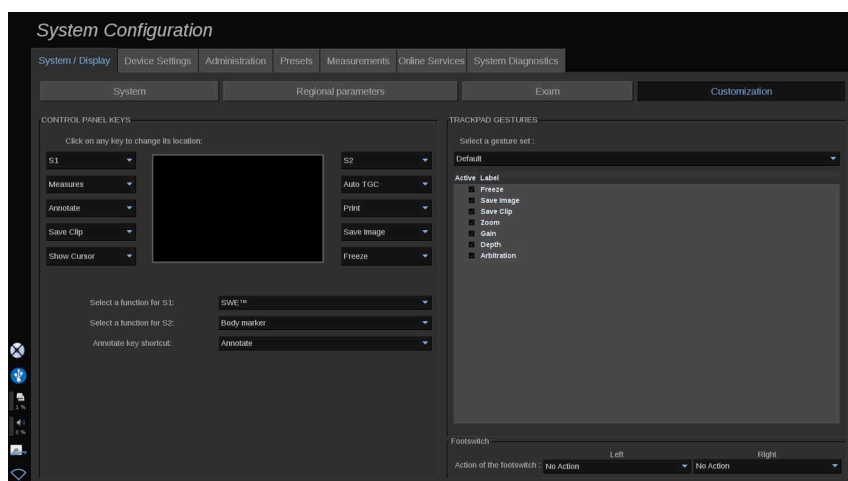 System Configuration
System / Display Device Settings Administration Presets Measurements Online Services System Diagnostics
System Regional parameters Exam Customization
CONTROL PANEL KEYS
Click on any key to change its location:
S1 S2
Measures Auto TGC
Annotate Print
Save Clip Save Image
Show Cursor Freeze
Select a function for S1: SWE™
Select a function for S2: Body marker
Annotate key shortcut: Annotate
TRACKPAD GESTURES
Select a gesture set :
Default
Active Label
Freeze
Save Image
Save Clip
Zoom
Gain
Depth
Arbitration
Footswitch
Left Right
Action of the footswitch : No Action No Action
1 %
0 %